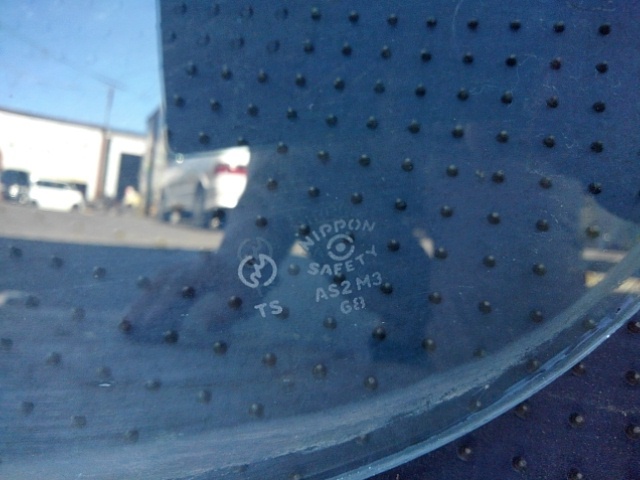 NIPPON
SAFETY
AS2 M3
TS
68